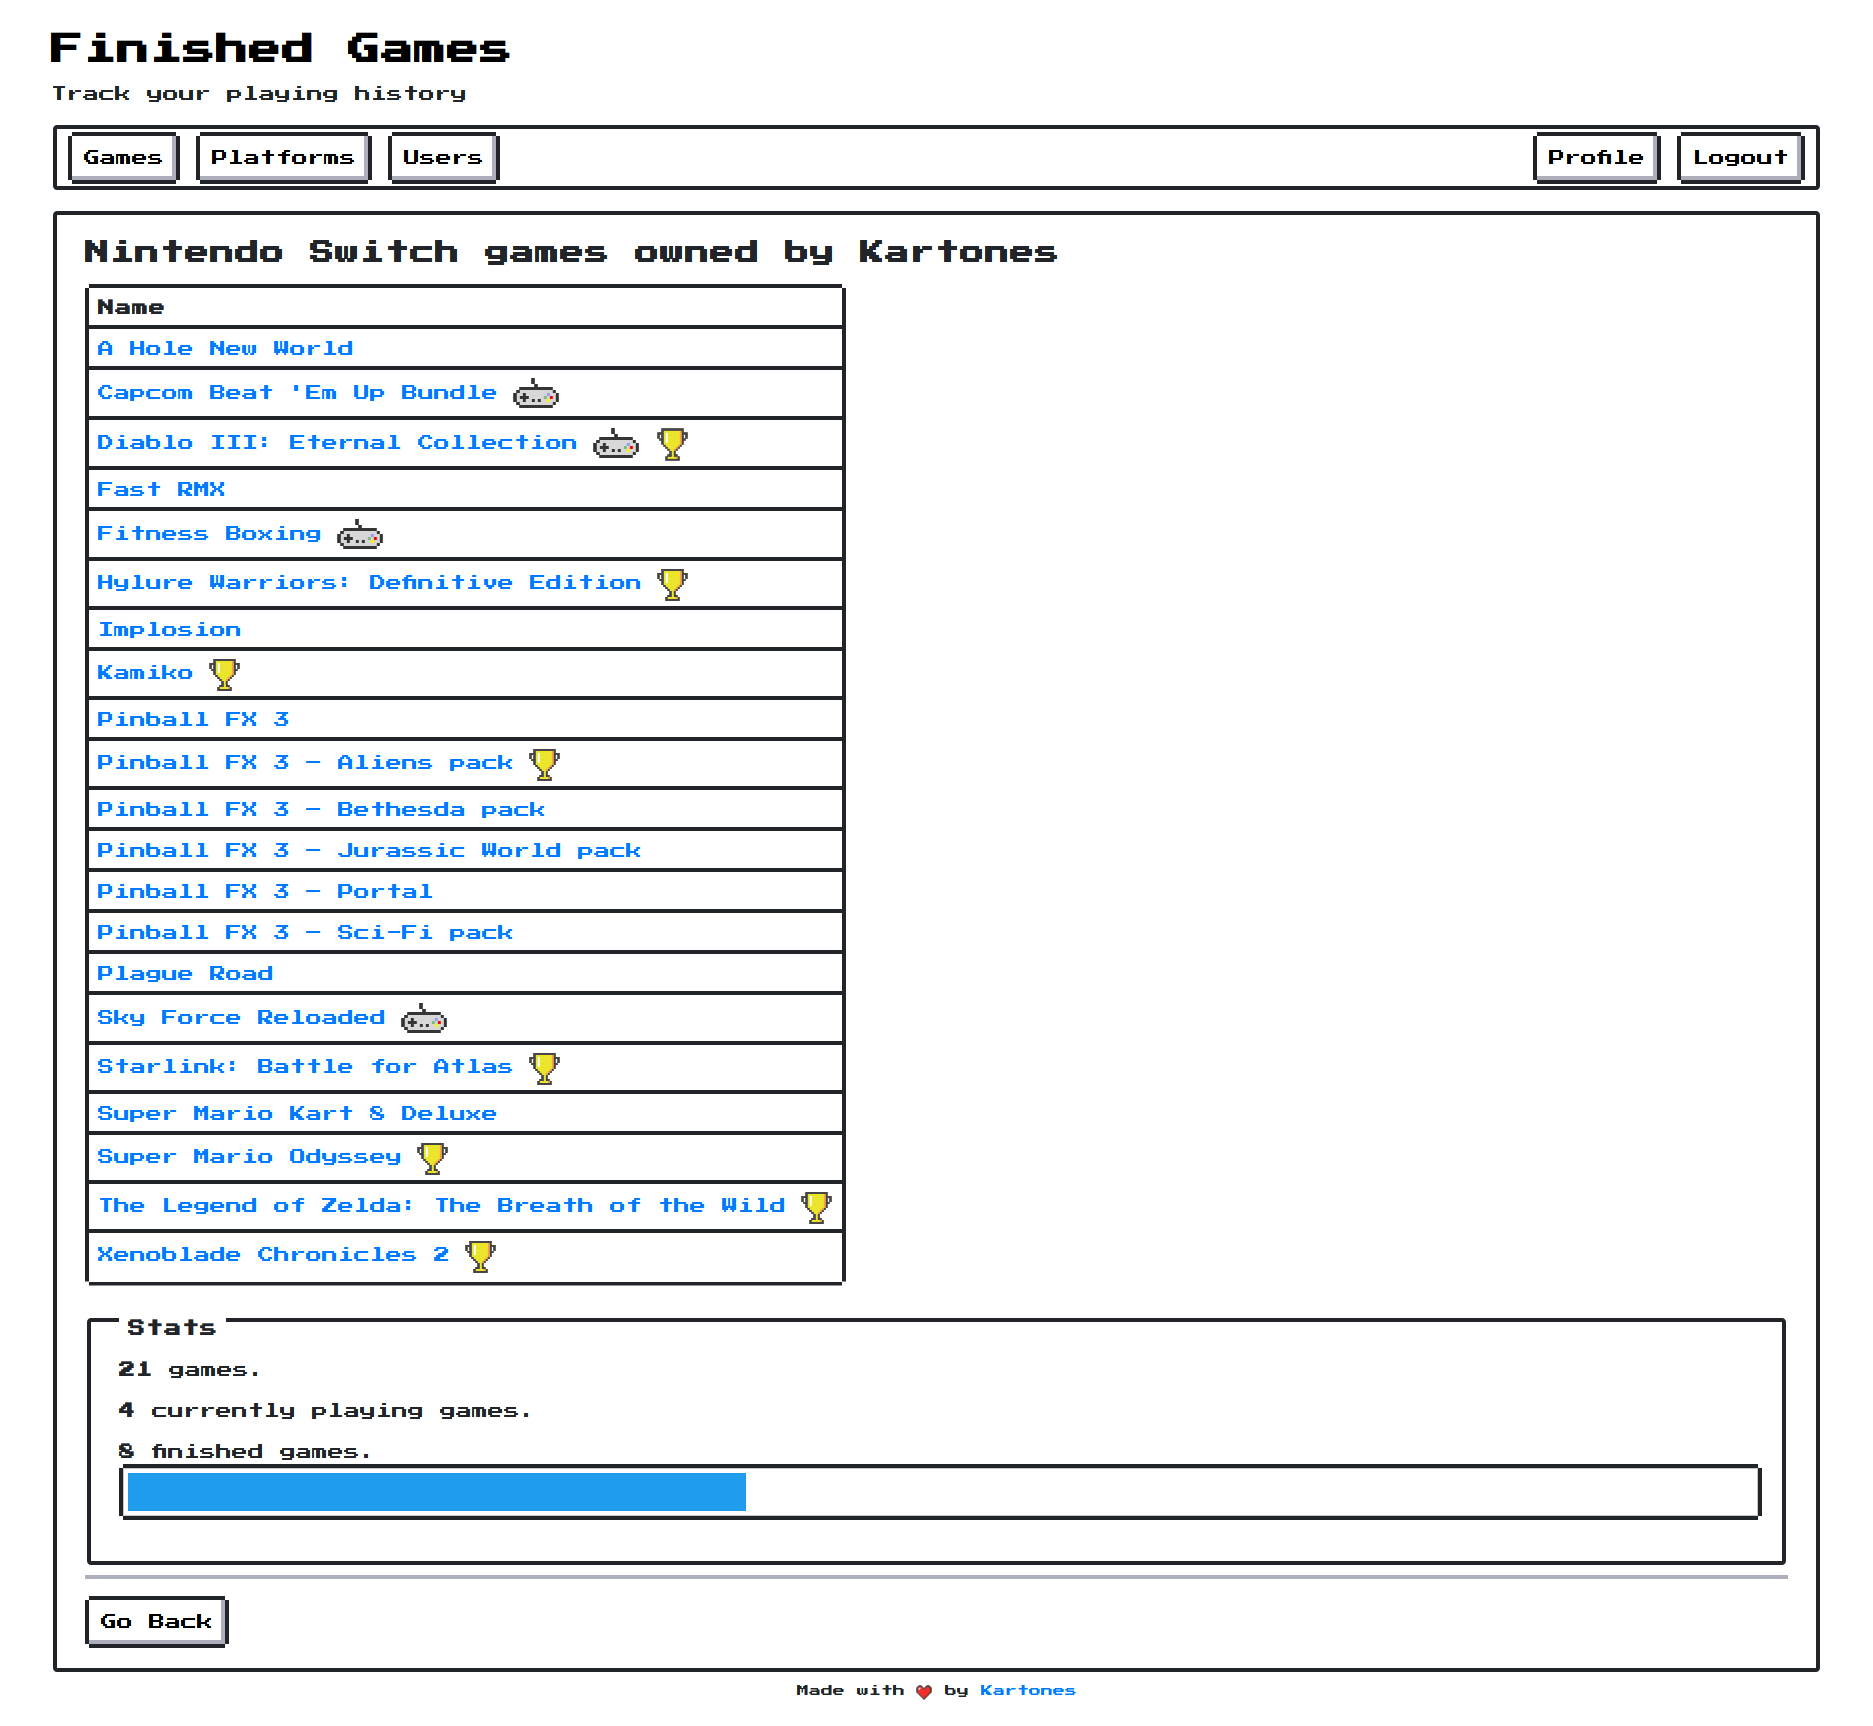 Finished Games
Track your playing history
Games Platforms Users Profile Logout
Nintendo Switch games owned by Kartones
Name
A Hole New World
Capcom Beat 'Em Up Bundle
Diablo III: Eternal Collection
Fast RMX
Fitness Boxing
Hylure Warriors: Definitive Edition
Implosion
Kamiko
Pinball FX 3
Pinball FX 3 - Aliens pack
Pinball FX 3 - Bethesda pack
Pinball FX 3 - Jurassic World pack
Pinball FX 3 - Portal
Pinball FX 3 - Sci-Fi pack
Plague Road
Sky Force Reloaded
Starlink: Battle for Atlas
Super Mario Kart 8 Deluxe
Super Mario Odyssey
The Legend of Zelda: The Breath of the Wild
Xenoblade Chronicles 2
Stats
21 games.
4 currently playing games.
8 finished games.
Go Back
Made with ❤ by Kartones